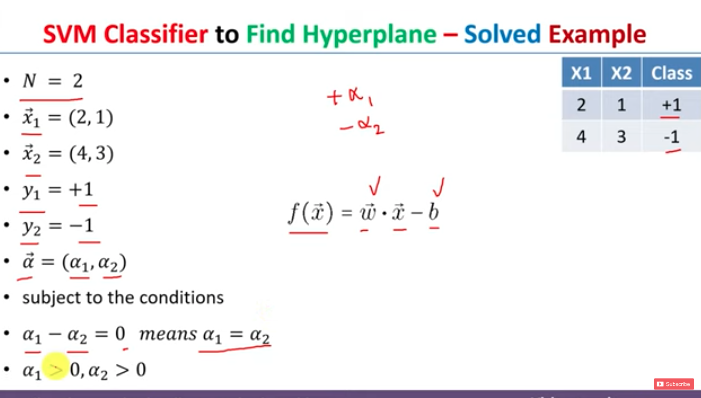 SVM Classifier to Find Hyperplane – Solved Example
• N = 2
• x⃗₁ = (2, 1)
• x⃗₂ = (4, 3)
• y₁ = +1
• y₂ = −1
• α⃗ = (α₁, α₂)
• subject to the conditions
• α₁ − α₂ = 0 means α₁ = α₂
• α₁ > 0, α₂ > 0
+α₁
−α₂
f(x⃗) = w⃗ · x⃗ − b⃗
X1 X2 Class
2 1 +1
4 3 -1
Subscribe